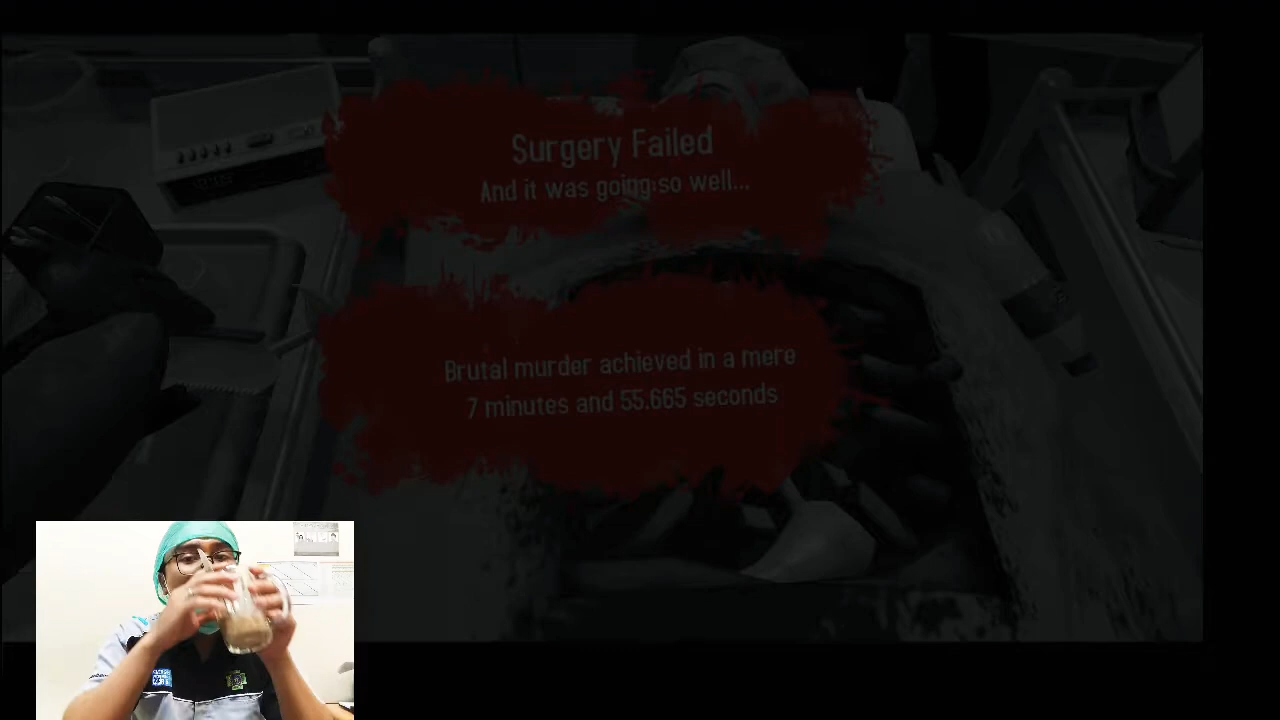 Surgery Failed
And it was going so well...
Brutal murder achieved in a mere
7 minutes and 55.665 seconds